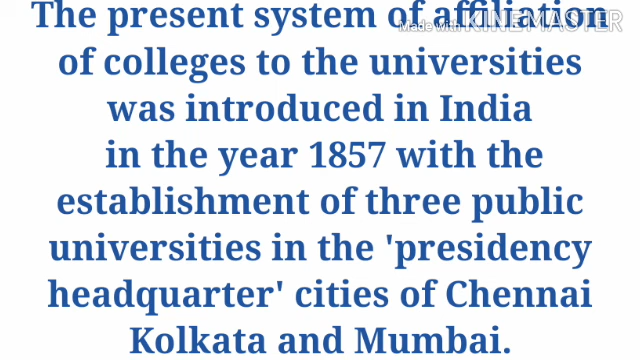 The present system of affiliation
Made with KINEMASTER
of colleges to the universities
was introduced in India
in the year 1857 with the
establishment of three public
universities in the 'presidency
headquarter' cities of Chennai
Kolkata and Mumbai.